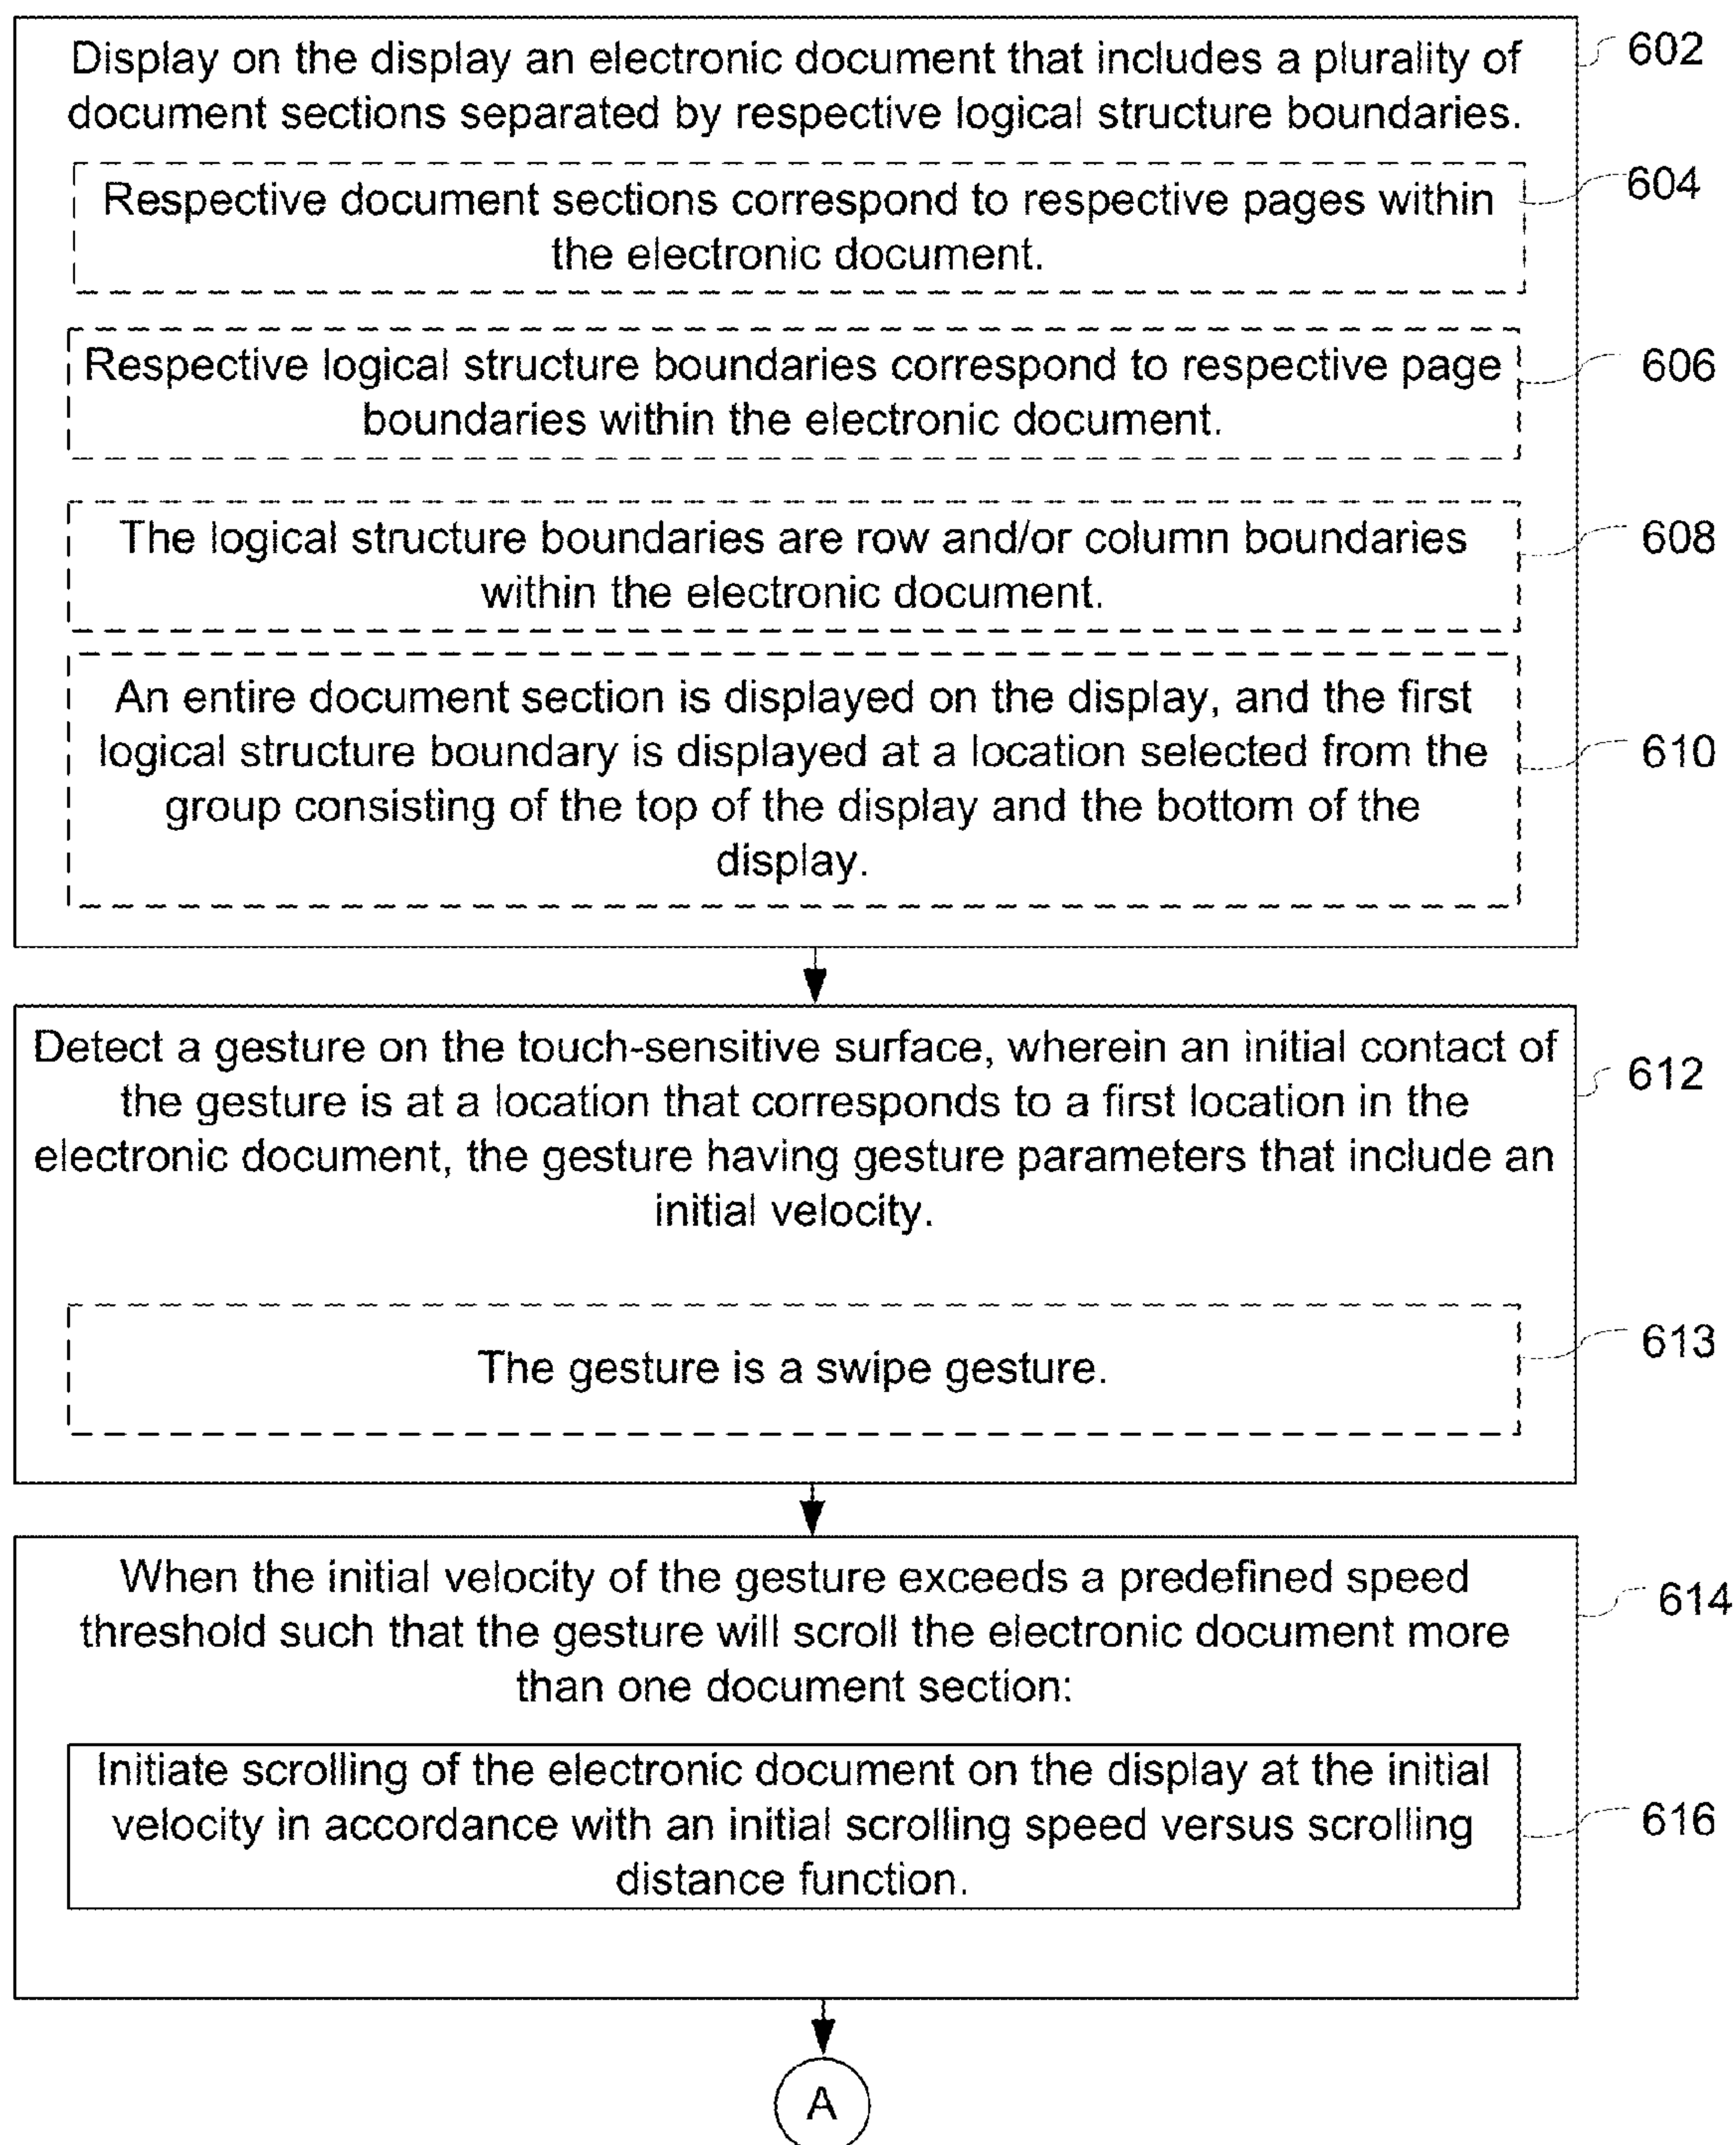 Display on the display an electronic document that includes a plurality of
document sections separated by respective logical structure boundaries.
602
Respective document sections correspond to respective pages within
the electronic document.
604
Respective logical structure boundaries correspond to respective page
boundaries within the electronic document.
606
The logical structure boundaries are row and/or column boundaries
within the electronic document.
608
An entire document section is displayed on the display, and the first
logical structure boundary is displayed at a location selected from the
group consisting of the top of the display and the bottom of the
display.
610
Detect a gesture on the touch-sensitive surface, wherein an initial contact of
the gesture is at a location that corresponds to a first location in the
electronic document, the gesture having gesture parameters that include an
initial velocity.
612
The gesture is a swipe gesture.
613
When the initial velocity of the gesture exceeds a predefined speed
threshold such that the gesture will scroll the electronic document more
than one document section:
614
Initiate scrolling of the electronic document on the display at the initial
velocity in accordance with an initial scrolling speed versus scrolling
distance function.
616
A